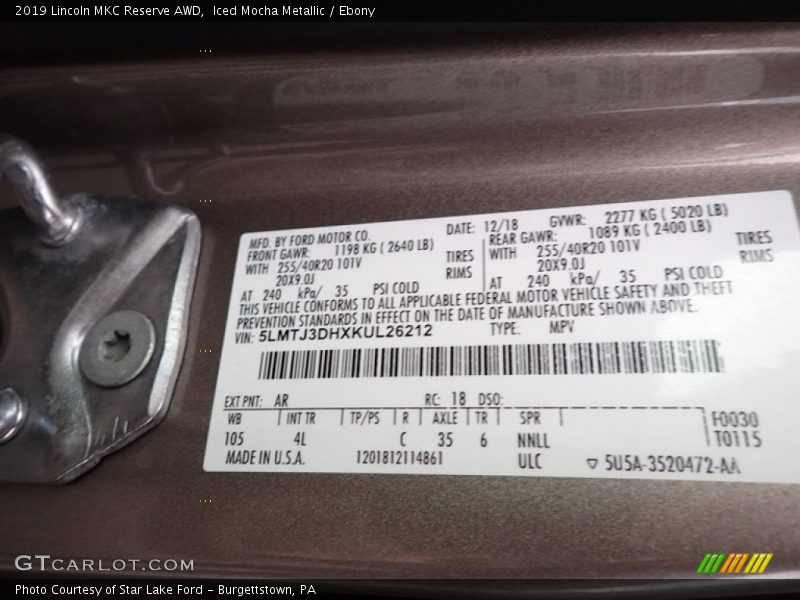 2019 Lincoln MKC Reserve AWD, Iced Mocha Metallic / Ebony
MFD. BY FORD MOTOR CO. DATE: 12/18 GVWR: 2277 KG ( 5020 LB)
FRONT GAWR: 1198 KG ( 2640 LB) REAR GAWR: 1089 KG ( 2400 LB)
WITH 255/40R20 101V TIRES WITH 255/40R20 101V TIRES
20X9.0J RIMS 20X9.0J RIMS
AT 240 kPa/ 35 PSI COLD AT 240 kPa/ 35 PSI COLD
THIS VEHICLE CONFORMS TO ALL APPLICABLE FEDERAL MOTOR VEHICLE SAFETY AND THEFT
PREVENTION STANDARDS IN EFFECT ON THE DATE OF MANUFACTURE SHOWN ABOVE.
VIN: 5LMTJ3DHXKUL26212 TYPE: MPV
EXT PNT: AR RC: 18 DSO:
WB INT TR TP/PS R AXLE TR SPR F0030
105 4L C 35 6 NNLL T0115
MADE IN U.S.A. 1201812114861 ULC 5U5A-3520472-AA
GTCARLOT.COM
Photo Courtesy of Star Lake Ford - Burgettstown, PA